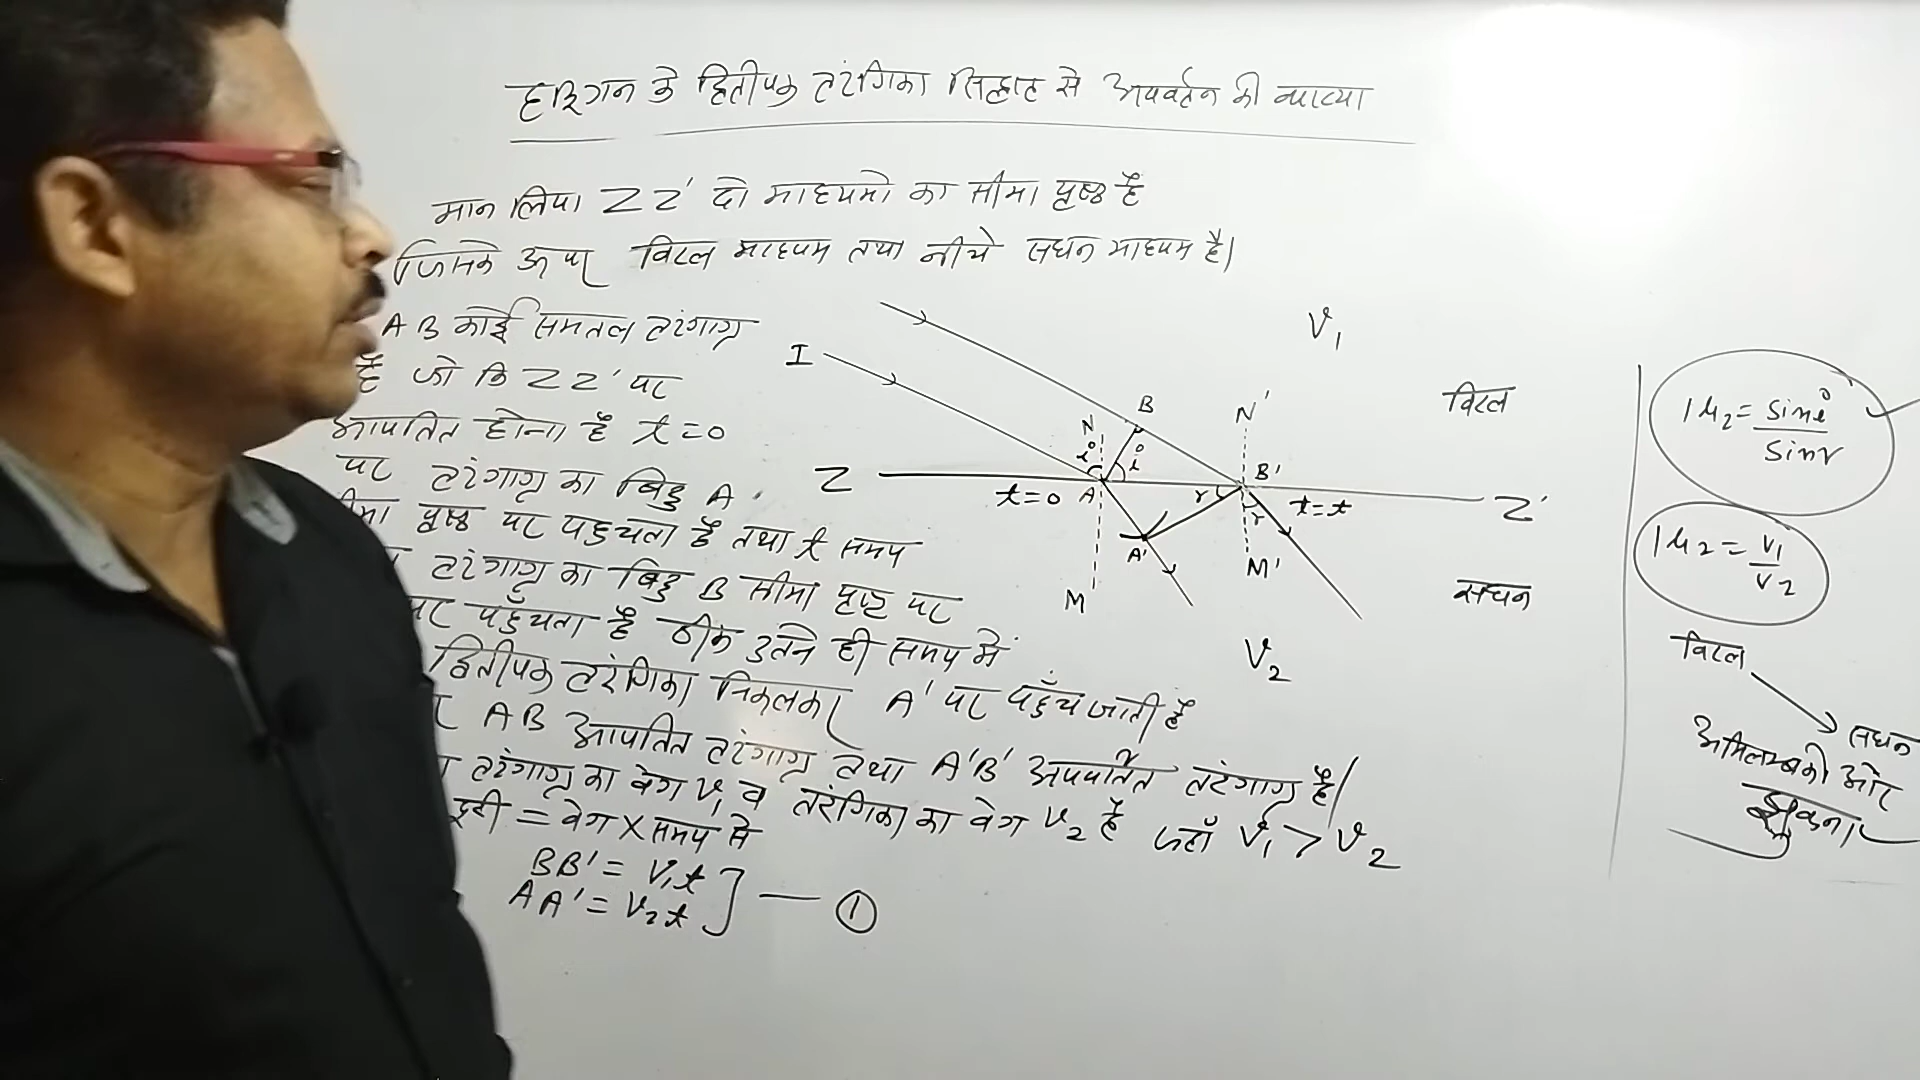 हाइगन के द्वितीयक तरंगिका सिद्धांत से अपवर्तन की व्याख्या
मान लिया ZZ' दो माध्यमो का सीमा पृष्ठ है
जिसके ऊपर विरल माध्यम तथा नीचे सघन माध्यम है।
AB कोई समतल तरंगाग्र
है जो कि ZZ' पर
आपतित होता है t=0
पर तरंगाग्र का बिंदु A
पृष्ठ पर पहुचता है तथा t समय
तरंगाग्र का बिंदु B सीमा पृष्ठ पर
पर पहुँचता है ठीक उतने ही समय में
द्वितीयक तरंगिका निकलकर A' पर पहुँच जाती है
AB आपतित तरंगाग्र तथा A'B' अपवर्तित तरंगाग्र है।
तरंगाग्र का वेग V₁ व तरंगिका का वेग V₂ है जहाँ V₁ > V₂
= वेग × समय से
BB' = V₁t
AA' = V₂t ] — ①
I
B
N
N'
i
i
Z
t=0
A
r
B'
r
t=t
Z'
A'
M
M'
V₁
विरल
सघन
V₂
1μ₂ = sin i / sin r
1μ₂ = V₁ / V₂
विरल
सघन
अभिलम्ब की ओर
झुकना